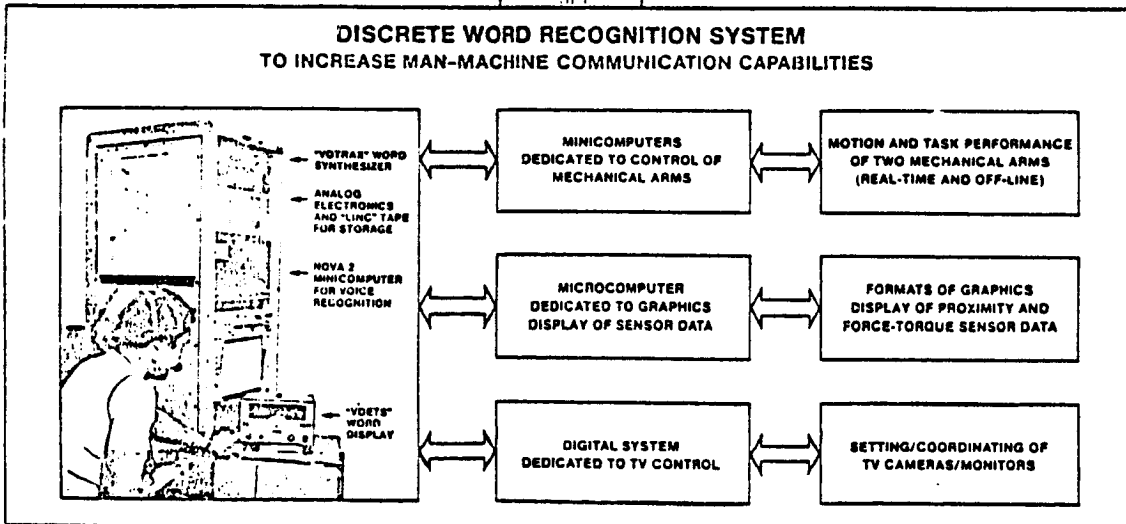 DISCRETE WORD RECOGNITION SYSTEM
TO INCREASE MAN-MACHINE COMMUNICATION CAPABILITIES
"VOTRAX" WORD
SYNTHESIZER
ANALOG
ELECTRONICS
AND "LINC" TAPE
FOR STORAGE
NOVA 2
MINICOMPUTER
FOR VOICE
RECOGNITION
"VDETS"
WORD
DISPLAY
MINICOMPUTERS
DEDICATED TO CONTROL OF
MECHANICAL ARMS
MOTION AND TASK PERFORMANCE
OF TWO MECHANICAL ARMS
(REAL-TIME AND OFF-LINE)
MICROCOMPUTER
DEDICATED TO GRAPHICS
DISPLAY OF SENSOR DATA
FORMATS OF GRAPHICS
DISPLAY OF PROXIMITY AND
FORCE-TORQUE SENSOR DATA
DIGITAL SYSTEM
DEDICATED TO TV CONTROL
SETTING/COORDINATING OF
TV CAMERAS/MONITORS